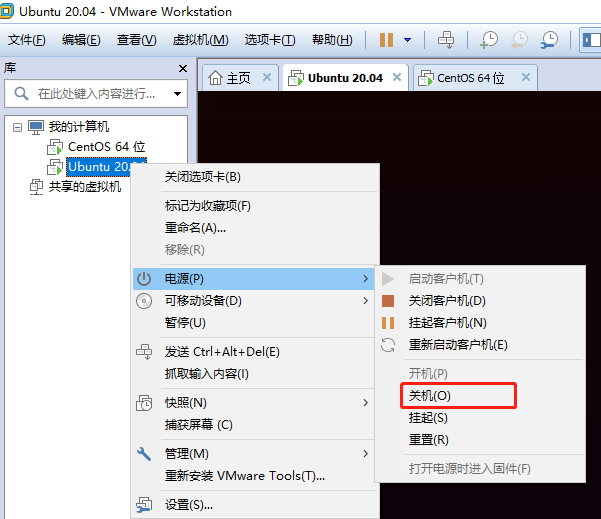 Ubuntu 20.04 - VMware Workstation
文件(F) 编辑(E) 查看(V) 虚拟机(M) 选项卡(T) 帮助(H)
库
在此处键入内容进行...
主页
Ubuntu 20.04
CentOS 64 位
我的计算机
CentOS 64 位
Ubuntu 20.04
共享的虚拟机
关闭选项卡(B)
标记为收藏项(F)
重命名(A)...
移除(R)
电源(P)
可移动设备(D)
暂停(U)
发送 Ctrl+Alt+Del(E)
抓取输入内容(I)
快照(N)
捕获屏幕 (C)
管理(M)
重新安装 VMware Tools(T)...
设置(S)...
启动客户机(T)
关闭客户机(D)
挂起客户机(N)
重新启动客户机(E)
开机(P)
关机(O)
挂起(S)
重置(R)
打开电源时进入固件(F)